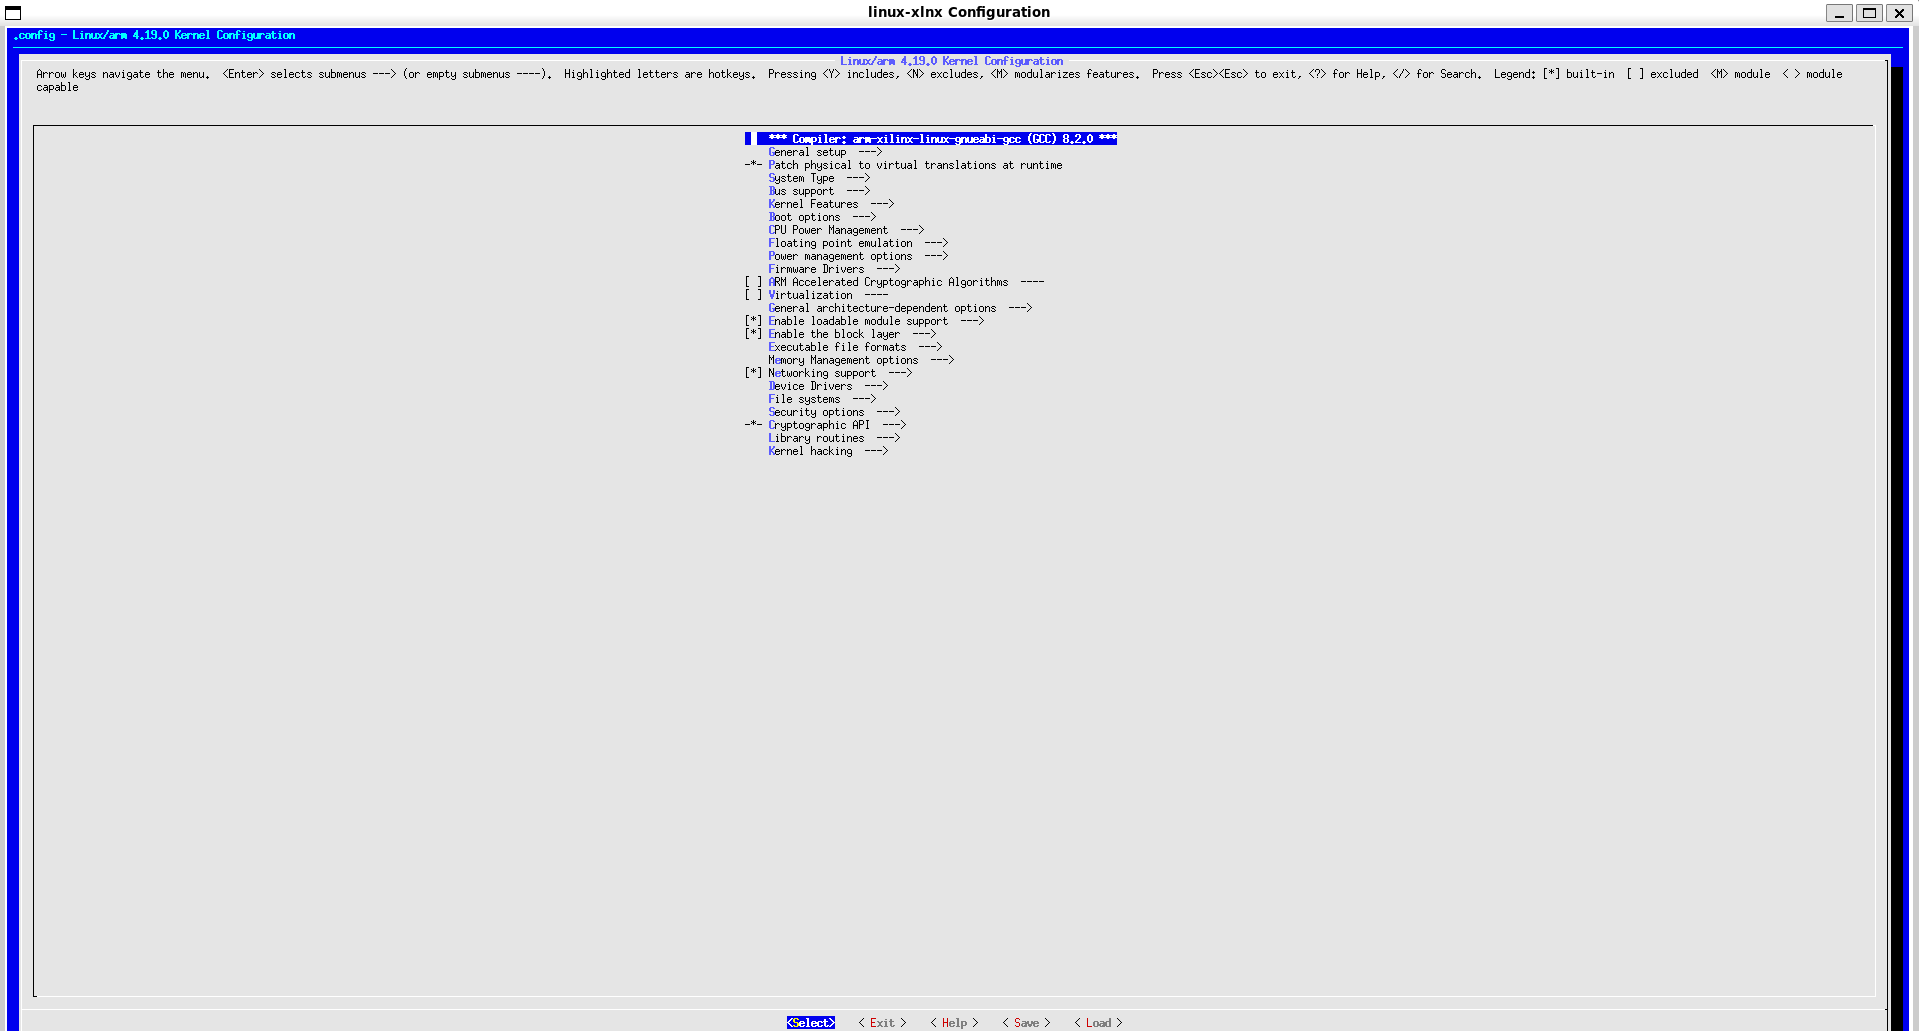 linux-xlnx Configuration
.config - Linux/arm 4.19.0 Kernel Configuration
Linux/arm 4.19.0 Kernel Configuration
Arrow keys navigate the menu.  <Enter> selects submenus ---> (or empty submenus ----).  Highlighted letters are hotkeys.  Pressing <Y> includes, <N> excludes, <M> modularizes features.  Press <Esc><Esc> to exit, <?> for Help, </> for Search.  Legend: [*] built-in  [ ] excluded  <M> module  < > module
capable
*** Compiler: arm-xilinx-linux-gnueabi-gcc (GCC) 8.2.0 ***
General setup  --->
-*- Patch physical to virtual translations at runtime
System Type  --->
Bus support  --->
Kernel Features  --->
Boot options  --->
CPU Power Management  --->
Floating point emulation  --->
Power management options  --->
Firmware Drivers  --->
[ ] ARM Accelerated Cryptographic Algorithms  ----
[ ] Virtualization  ----
General architecture-dependent options  --->
[*] Enable loadable module support  --->
[*] Enable the block layer  --->
Executable file formats  --->
Memory Management options  --->
[*] Networking support  --->
Device Drivers  --->
File systems  --->
Security options  --->
-*- Cryptographic API  --->
Library routines  --->
Kernel hacking  --->
<Select>    < Exit >    < Help >    < Save >    < Load >